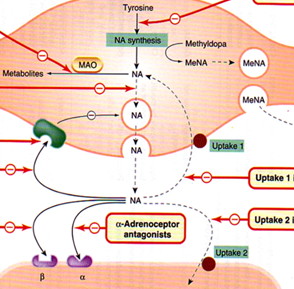 Tyrosine
NA synthesis
Methyldopa
MAO
Metabolites
NA
MeNA
MeNA
NA
MeNA
NA
Uptake 1
Uptake 1 i
NA
α-Adrenoceptor
antagonists
Uptake 2 i
Uptake 2
β
α